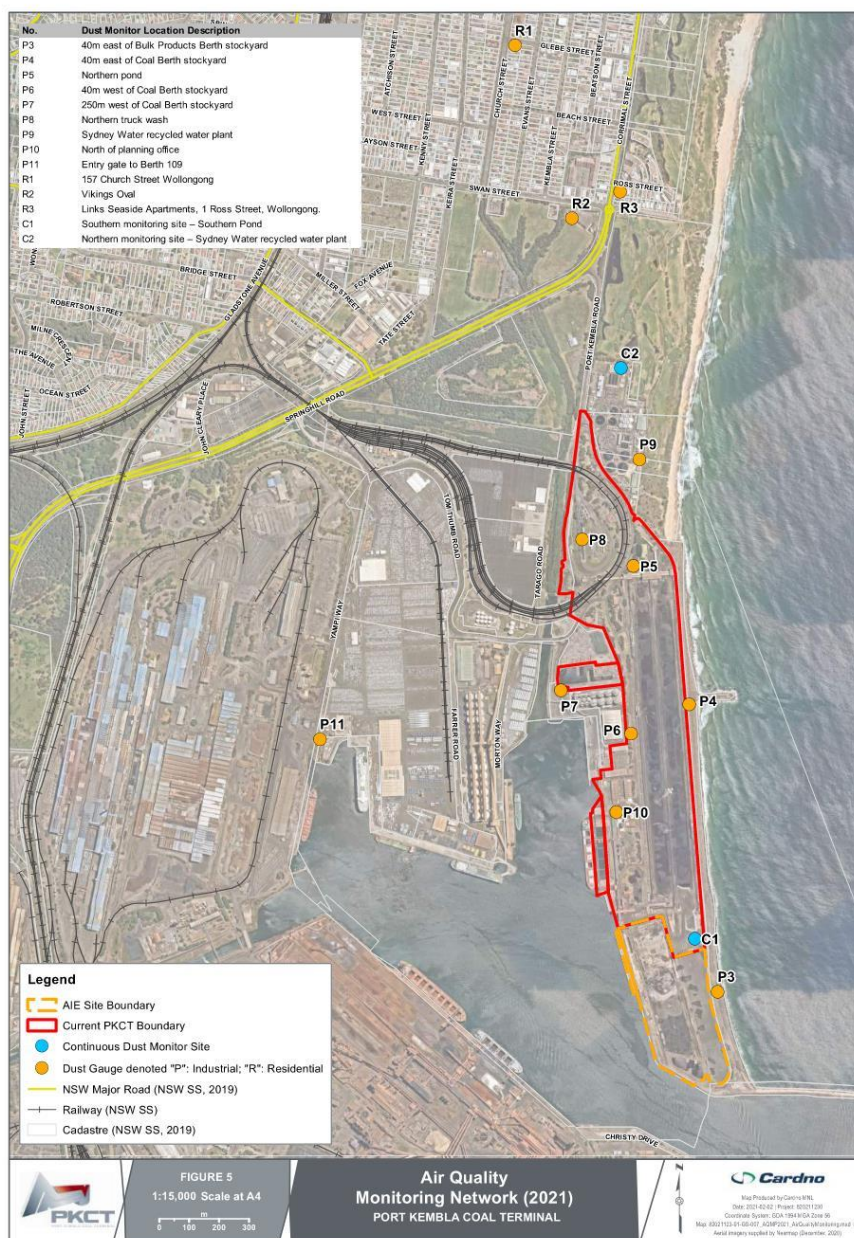 No. Dust Monitor Location Description
P3 40m east of Bulk Products Berth stockyard
P4 40m east of Coal Berth stockyard
P5 Northern pond
P6 40m west of Coal Berth stockyard
P7 250m west of Coal Berth stockyard
P8 Northern truck wash
P9 Sydney Water recycled water plant
P10 North of planning office
P11 Entry gate to Berth 109
R1 157 Church Street Wollongong
R2 Vikings Oval
R3 Links Seaside Apartments, 1 Ross Street, Wollongong.
C1 Southern monitoring site – Southern Pond
C2 Northern monitoring site – Sydney Water recycled water plant
R1
GLEBE STREET
ATCHISON STREET
CHURCH STREET
EVANS STREET
BEATSON STREET
CORRIMAL STREET
WEST STREET
BEACH STREET
KENNY STREET
KEIRA STREET
KEMBLA STREET
SWAN STREET
ROSS STREET
R2
R3
BRIDGE STREET
GLADSTONE AVENUE
MILLER STREET
FOX AVENUE
TATE STREET
ROBERTSON STREET
MILNE CRESCENT
THE AVENUE
OCEAN STREET
JOHN STREET
JOHN CLEARY PLACE
SPRINGHILL ROAD
PORT KEMBLA ROAD
C2
P9
TOM THUMB ROAD
TARAGO ROAD
P8
P5
YAMPI WAY
P7
P4
P11
FARRER ROAD
MORTON WAY
P6
P10
C1
P3
CHRISTY DRIVE
Legend
AIE Site Boundary
Current PKCT Boundary
Continuous Dust Monitor Site
Dust Gauge denoted "P": Industrial; "R": Residential
NSW Major Road (NSW SS, 2019)
Railway (NSW SS)
Cadastre (NSW SS, 2019)
PKCT
FIGURE 5
1:15,000 Scale at A4
m
0 100 200 300
Air Quality
Monitoring Network (2021)
PORT KEMBLA COAL TERMINAL
Cardno
Map Produced by Cardno
Aerial imagery supplied by Nearmap (December, 2020)